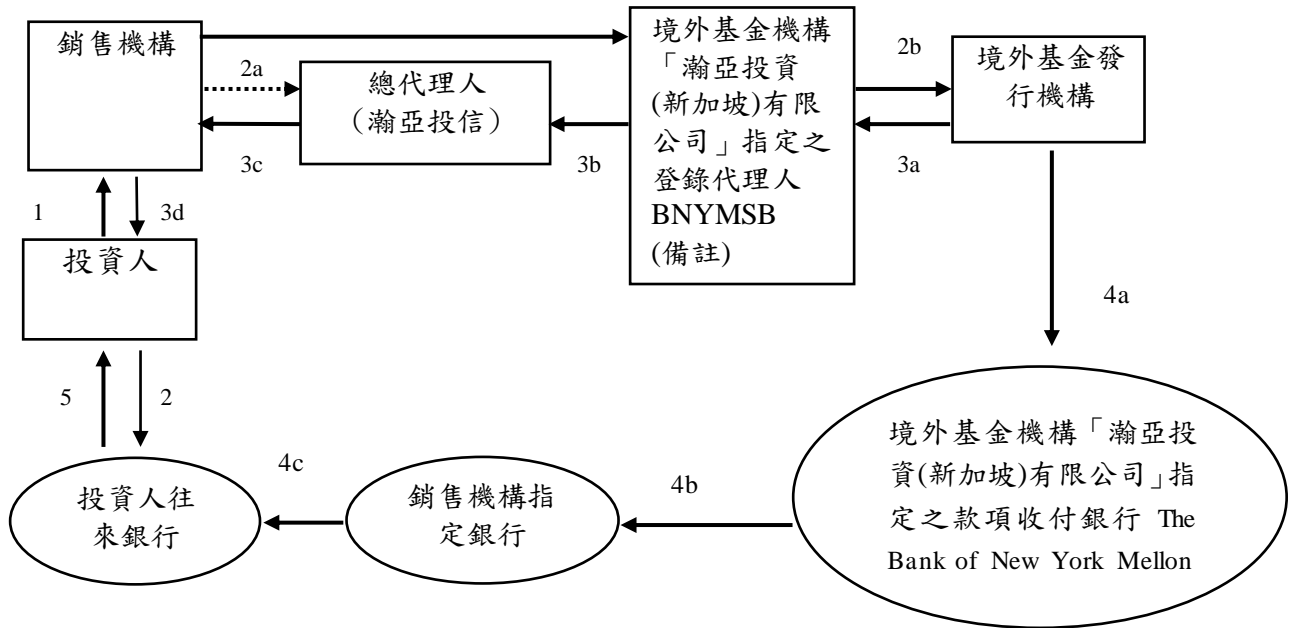 銷售機構
2a
總代理人
（瀚亞投信）
3c
3b
境外基金機構
「瀚亞投資
(新加坡)有限
公司」指定之
登錄代理人
BNYMSB
(備註)
2b
3a
境外基金發
行機構
1
3d
投資人
4a
5
2
投資人往
來銀行
4c
銷售機構指
定銀行
4b
境外基金機構「瀚亞投
資(新加坡)有限公司」指
定之款項收付銀行 The
Bank of New York Mellon